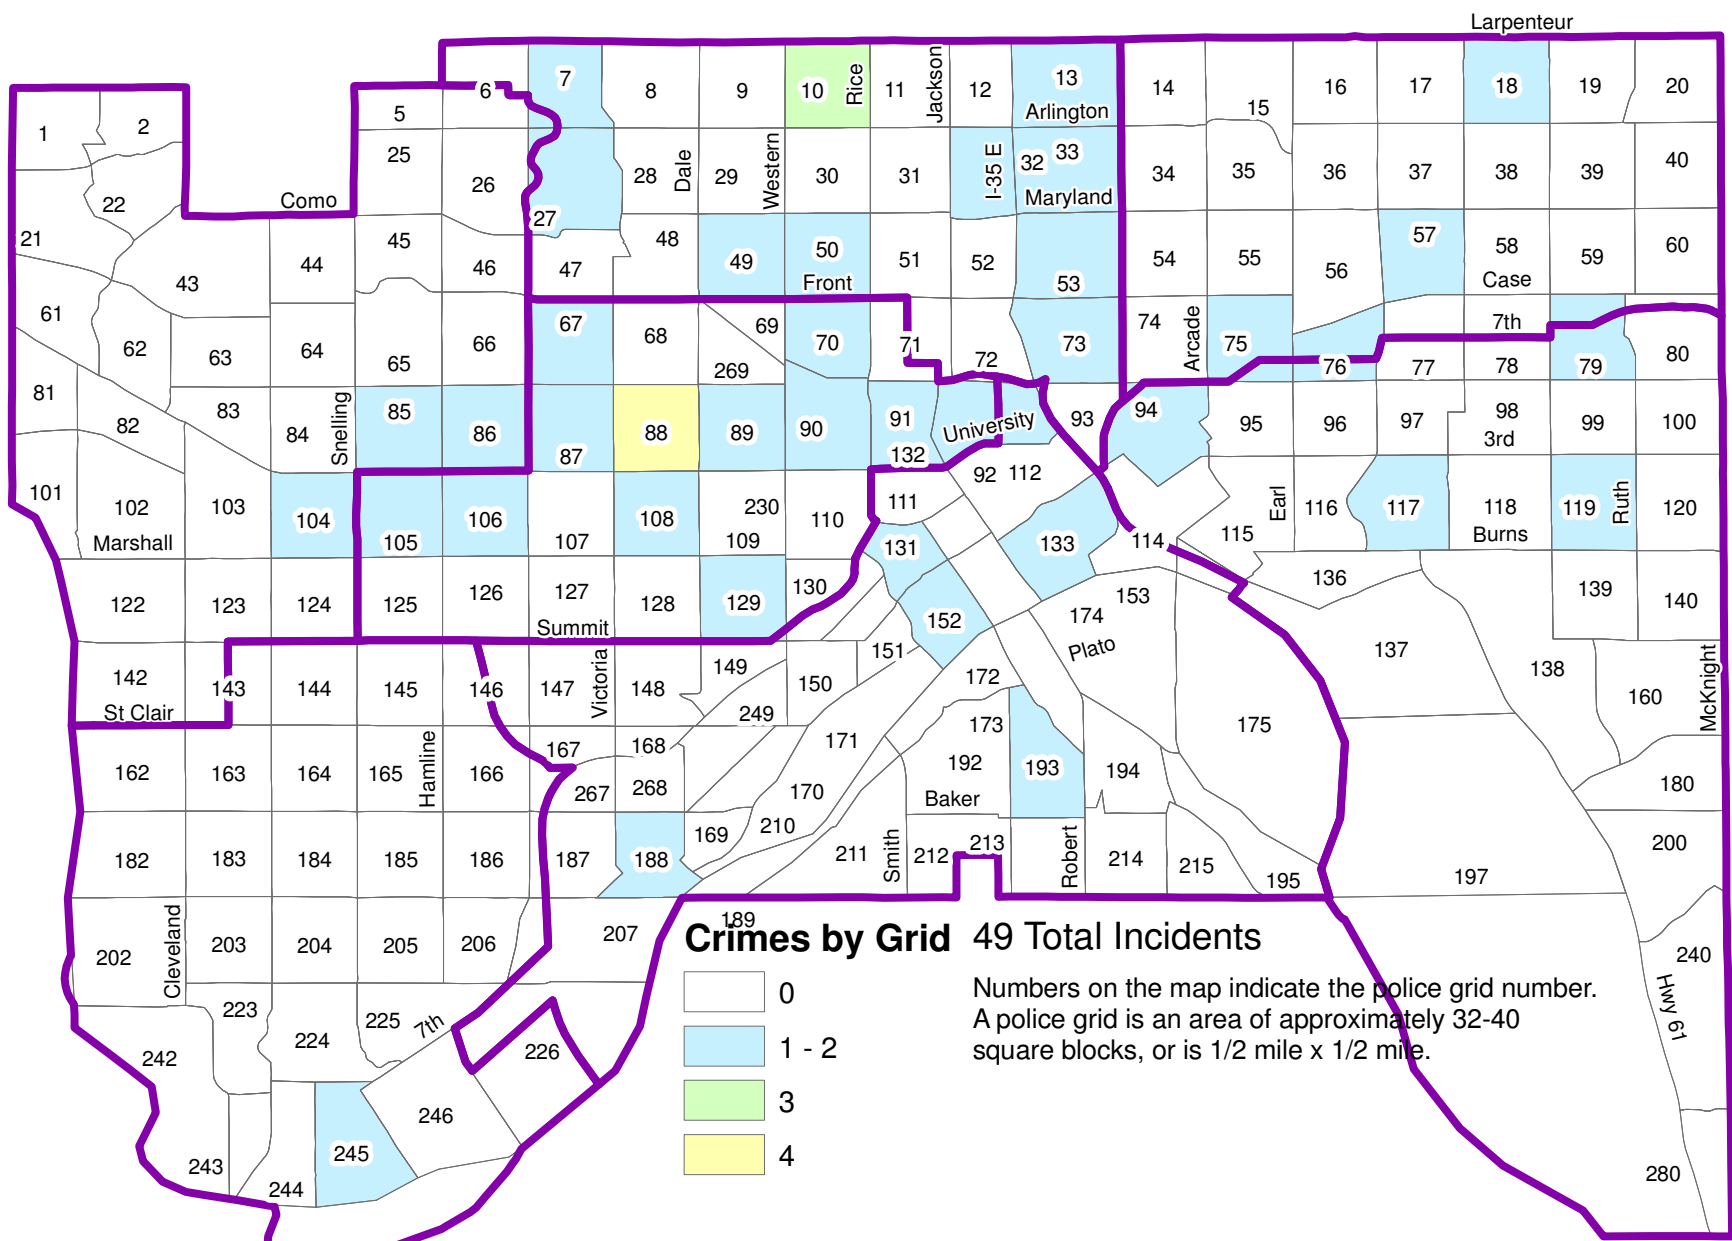 Larpenteur
6 7 8 9 10 Rice 11 Jackson 12 13 14 15 16 17 18 19 20
Arlington
1 2 5 25 26 27 28 Dale 29 Western 30 31 I-35 E 32 33 34 35 36 37 38 39 40
Maryland
Como
21 22 43 44 45 46 47 48 49 50 51 52 53 54 55 56 57 58 59 60
Front
Case
61 62 63 64 65 66 67 68 69 269 70 71 72 73 74 Arcade 75 76 77 78 79 80
7th
81 82 83 84 Snelling 85 86 87 88 89 90 91 132 University 93 94 95 96 97 98 99 100
3rd
101 102 103 104 105 106 107 108 230 109 110 111 92 112 131 133 114 115 Earl 116 117 118 119 Ruth 120
Marshall
Burns
122 123 124 125 126 127 128 129 130 152 174 153 136 139 140
Summit
Plato
142 143 144 145 146 147 Victoria 148 149 249 150 151 172 173 175 137 138 160 McKnight
St Clair
162 163 164 165 Hamline 166 167 267 168 268 171 170 192 193 194 180
Baker
182 183 184 185 186 187 188 169 210 211 Smith 212 213 Robert 214 215 195 197 200
202 Cleveland 203 204 205 206 207 189 240
223 224 225 7th 226 Hwy 61
242 243 244 245 246 280
Crimes by Grid
0
1 - 2
3
4
49 Total Incidents
Numbers on the map indicate the police grid number.
A police grid is an area of approximately 32-40
square blocks, or is 1/2 mile x 1/2 mile.